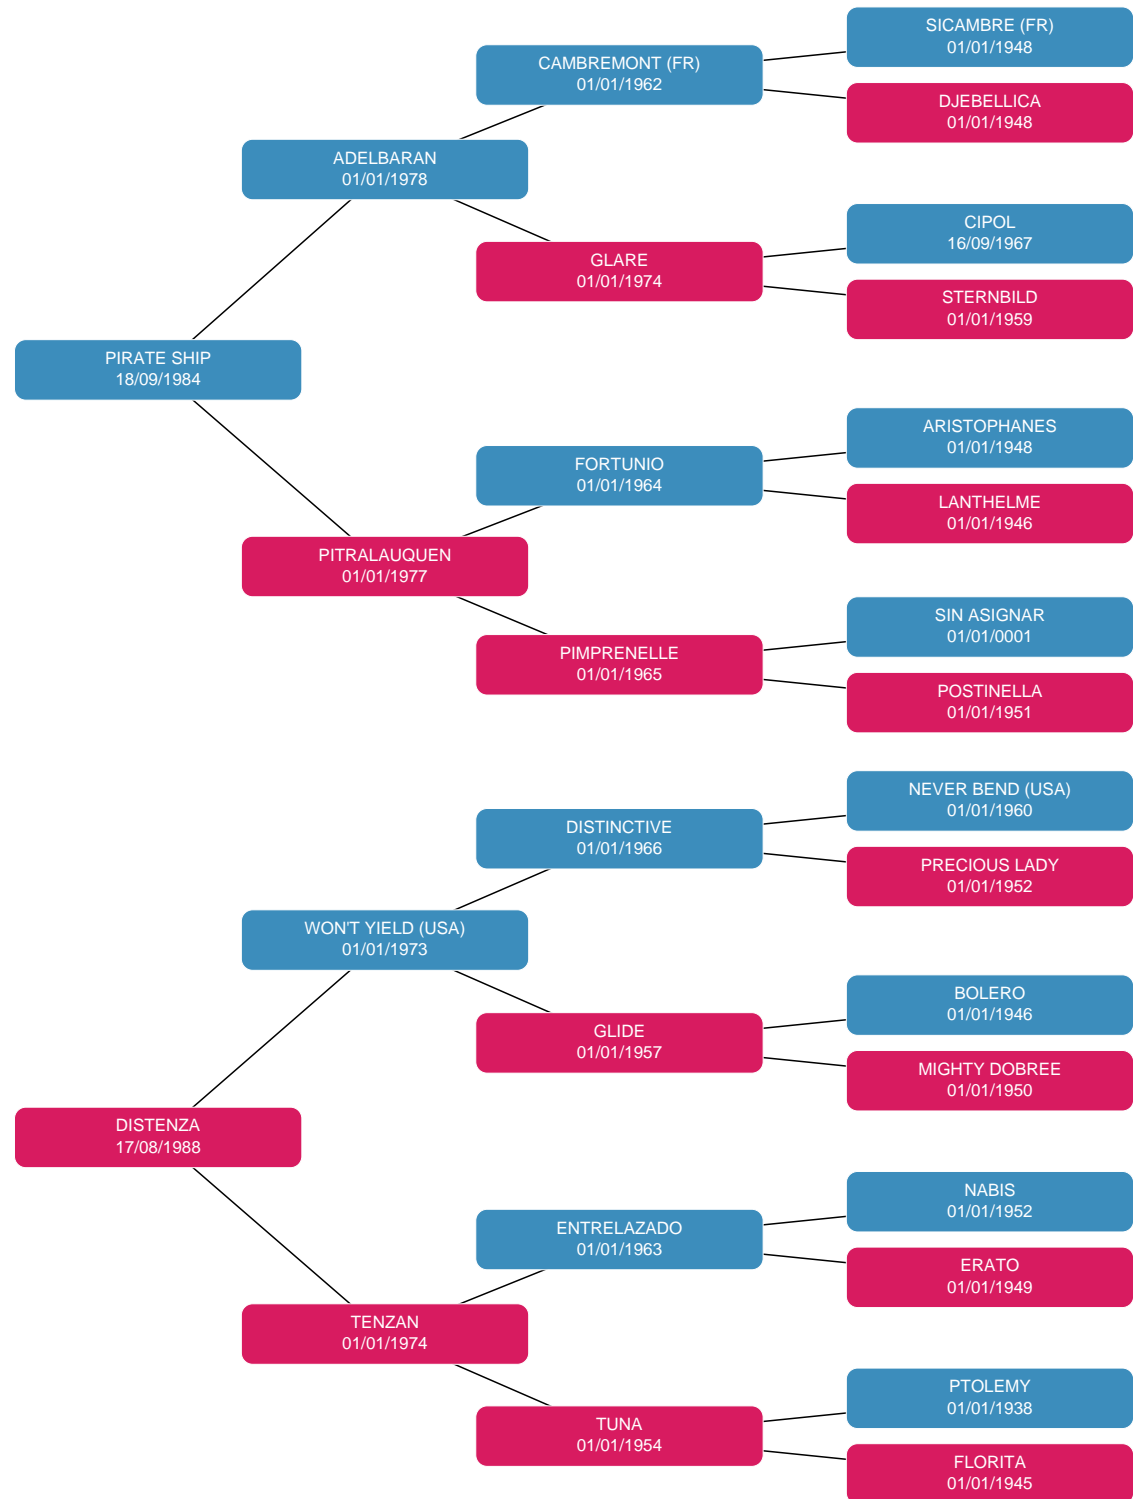 SICAMBRE (FR)
01/01/1948
CAMBREMONT (FR)
01/01/1962
DJEBELLICA
01/01/1948
ADELBARAN
01/01/1978
CIPOL
16/09/1967
GLARE
01/01/1974
STERNBILD
01/01/1959
PIRATE SHIP
18/09/1984
ARISTOPHANES
01/01/1948
FORTUNIO
01/01/1964
LANTHELME
01/01/1946
PITRALAUQUEN
01/01/1977
SIN ASIGNAR
01/01/0001
PIMPRENELLE
01/01/1965
POSTINELLA
01/01/1951
NEVER BEND (USA)
01/01/1960
DISTINCTIVE
01/01/1966
PRECIOUS LADY
01/01/1952
WON'T YIELD (USA)
01/01/1973
BOLERO
01/01/1946
GLIDE
01/01/1957
MIGHTY DOBREE
01/01/1950
DISTENZA
17/08/1988
NABIS
01/01/1952
ENTRELAZADO
01/01/1963
ERATO
01/01/1949
TENZAN
01/01/1974
PTOLEMY
01/01/1938
TUNA
01/01/1954
FLORITA
01/01/1945